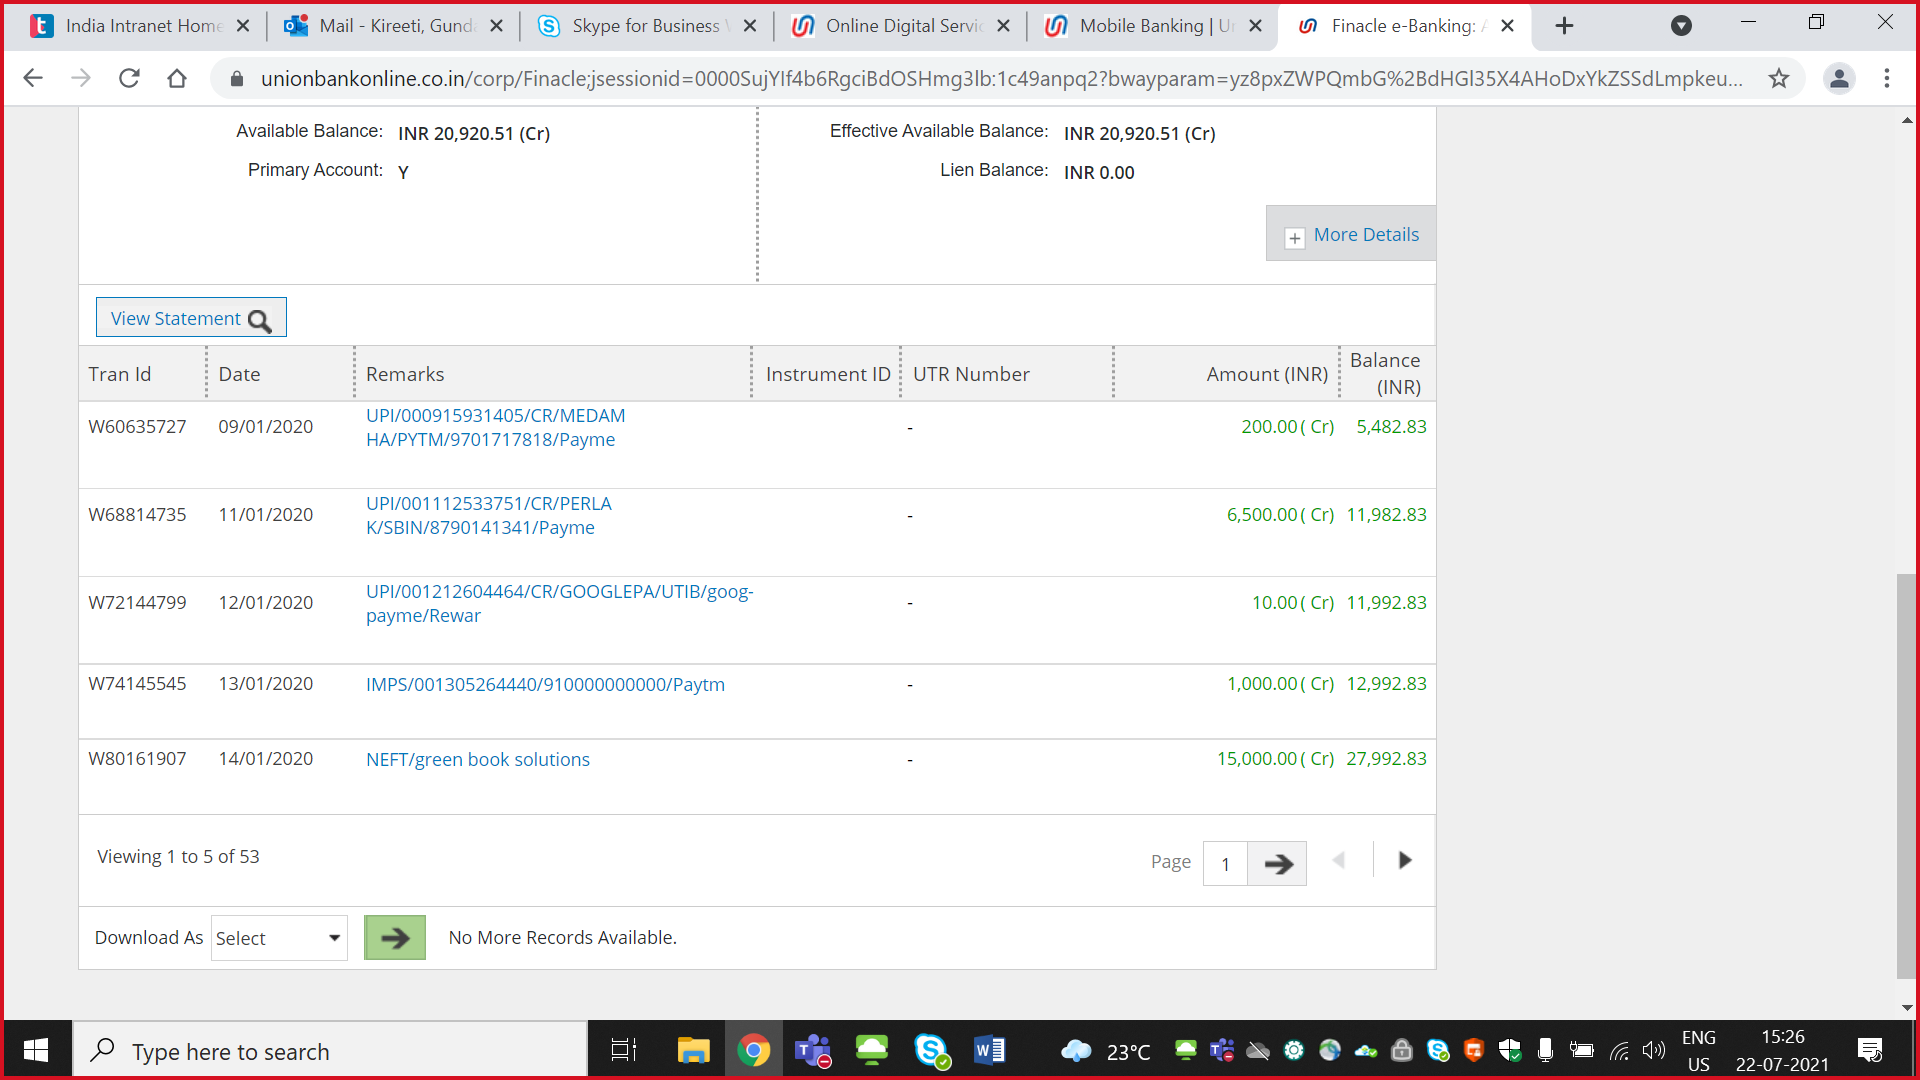 India Intranet Home
Mail - Kireeti, Gunda
Skype for Business
Online Digital Servic
Mobile Banking | Un
Finacle e-Banking: A
unionbankonline.co.in/corp/Finacle;jsessionid=0000SujYIf4b6RgciBdOSHmg3lb:1c49anpq2?bwayparam=yz8pxZWPQmbG%2BdHGl35X4AHoDxYkZSSdLmpkeu...
Available Balance: INR 20,920.51 (Cr)
Effective Available Balance: INR 20,920.51 (Cr)
Primary Account: Y
Lien Balance: INR 0.00
More Details
View Statement
Tran Id Date Remarks Instrument ID UTR Number Amount (INR) Balance (INR)
W60635727 09/01/2020 UPI/000915931405/CR/MEDAM - 200.00 ( Cr) 5,482.83
HA/PYTM/9701717818/Payme
W68814735 11/01/2020 UPI/001112533751/CR/PERLA - 6,500.00 ( Cr) 11,982.83
K/SBIN/8790141341/Payme
W72144799 12/01/2020 UPI/001212604464/CR/GOOGLEPA/UTIB/goog- - 10.00 ( Cr) 11,992.83
payme/Rewar
W74145545 13/01/2020 IMPS/001305264440/910000000000/Paytm - 1,000.00 ( Cr) 12,992.83
W80161907 14/01/2020 NEFT/green book solutions - 15,000.00 ( Cr) 27,992.83
Viewing 1 to 5 of 53
Page 1
Download As Select No More Records Available.
Type here to search
23°C
ENG
US
15:26
22-07-2021